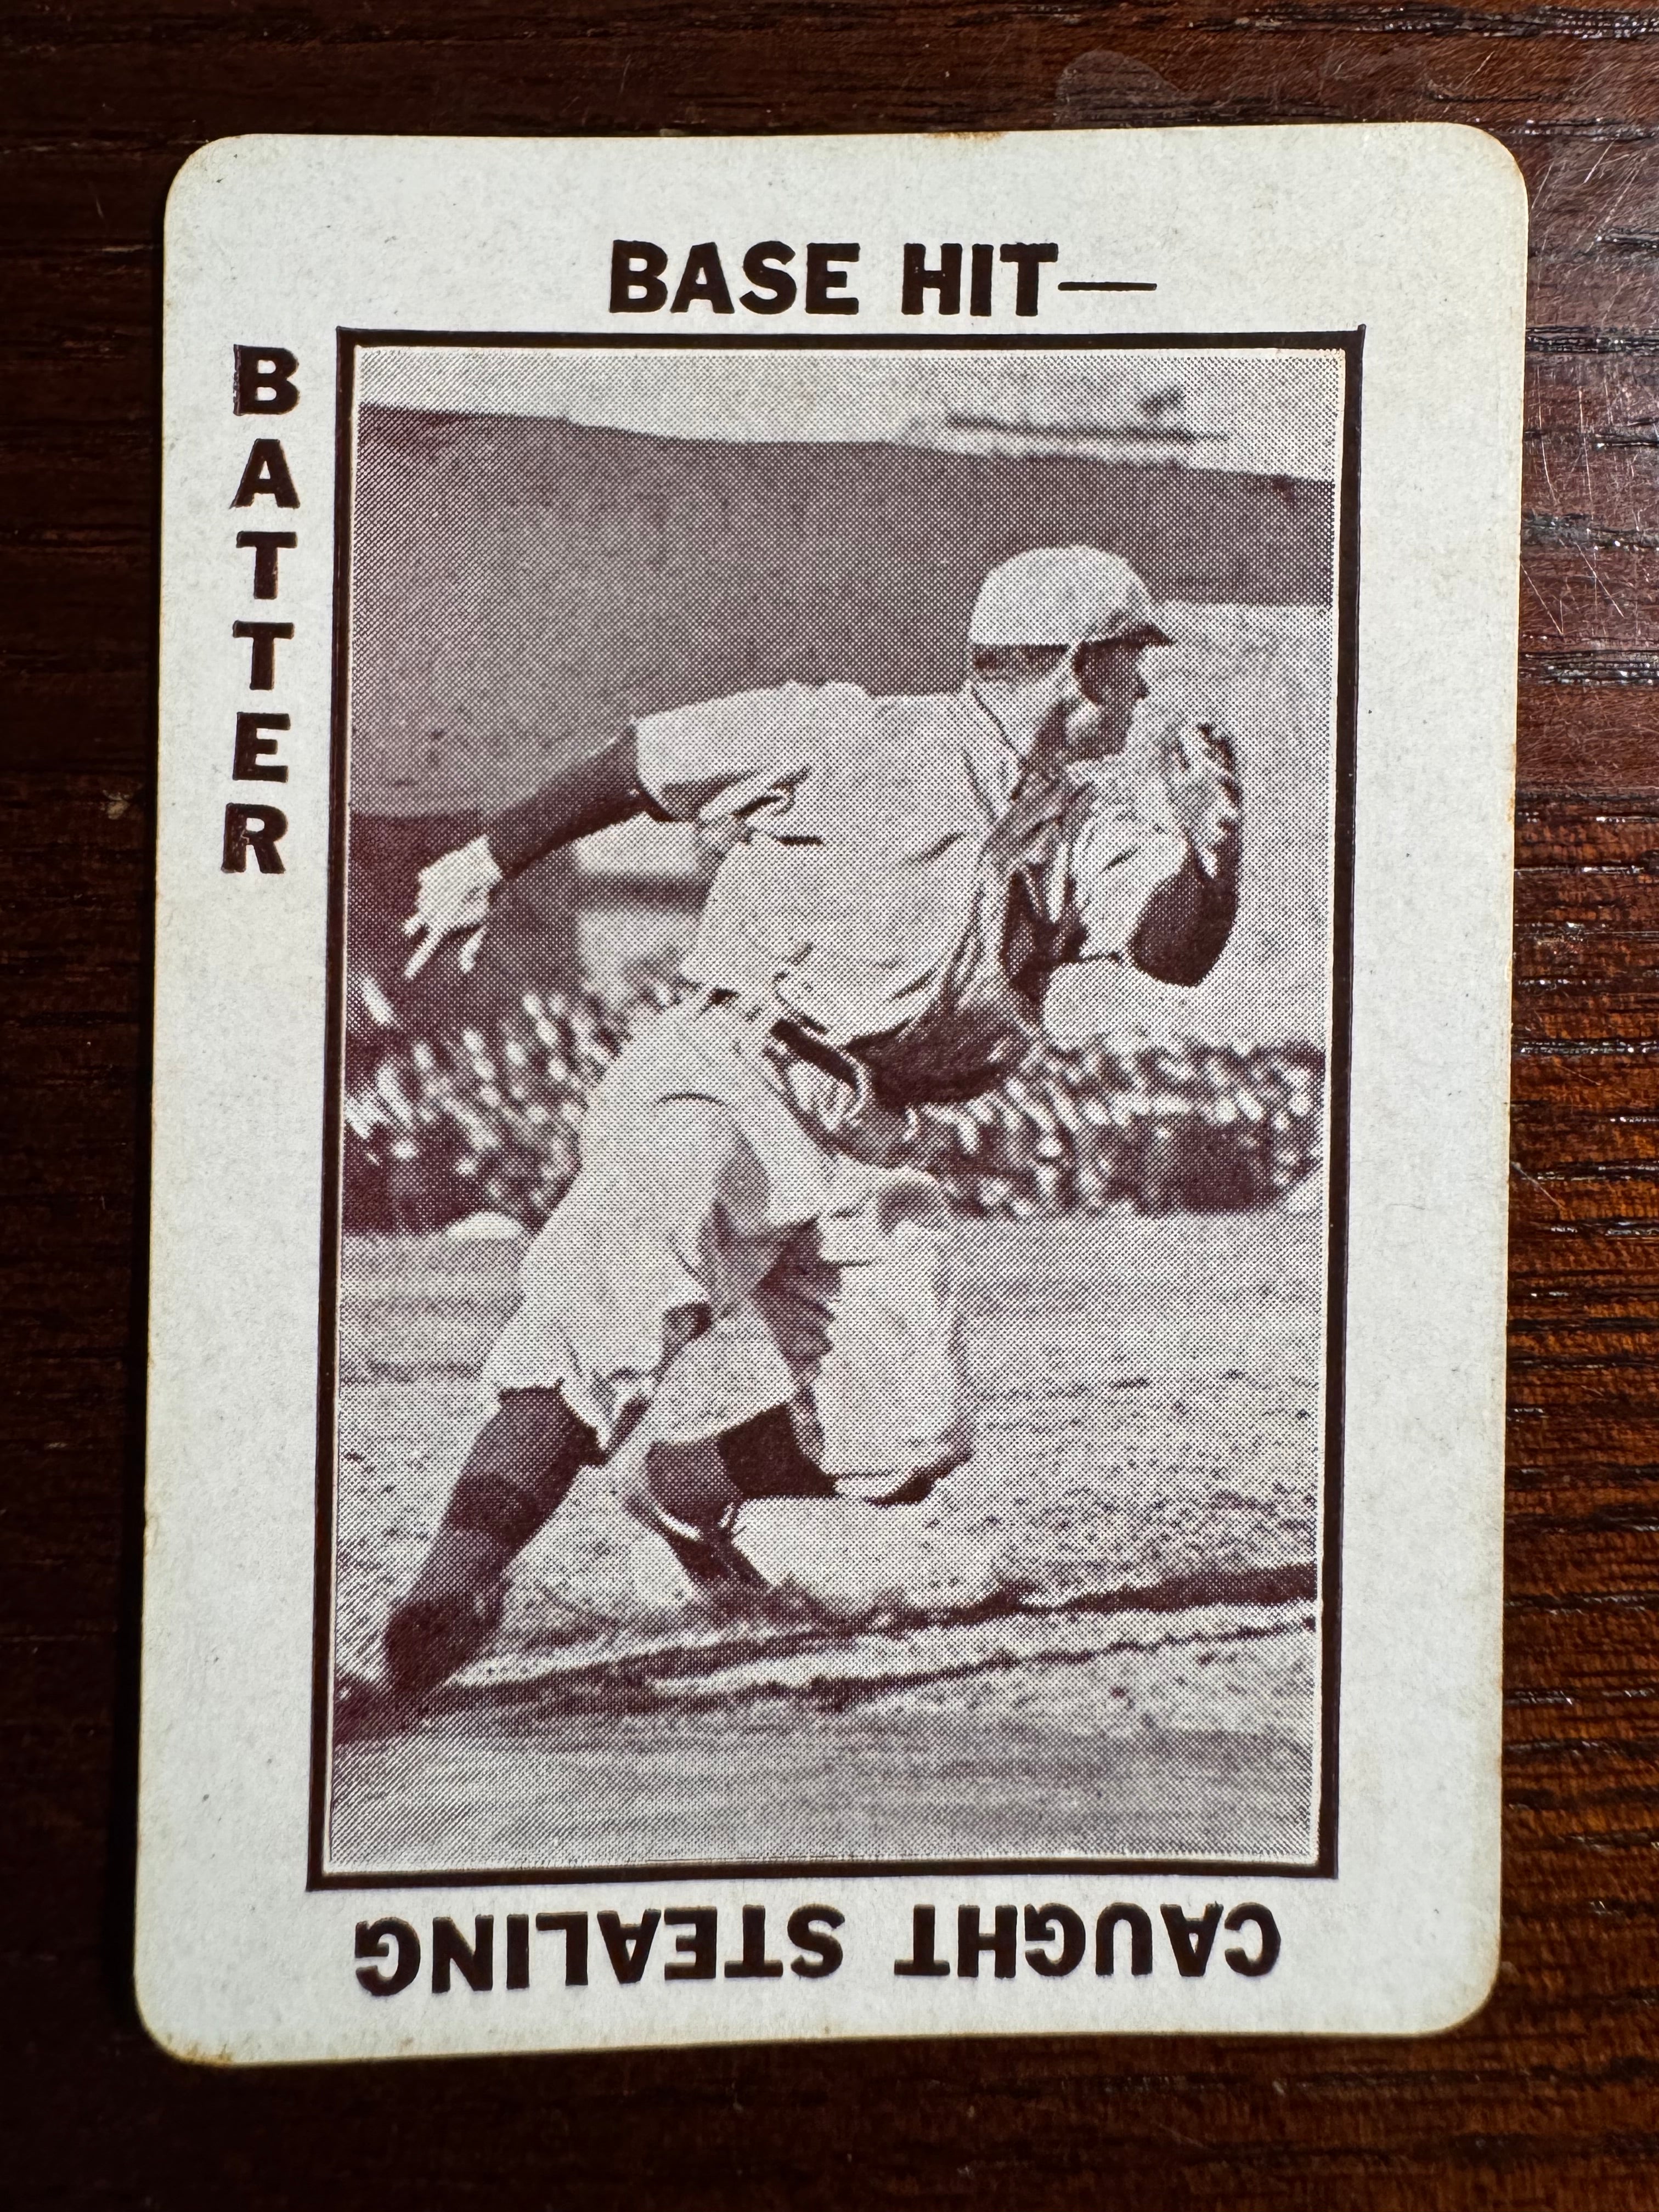 BASE HIT—
BATTER
CAUGHT STEALING